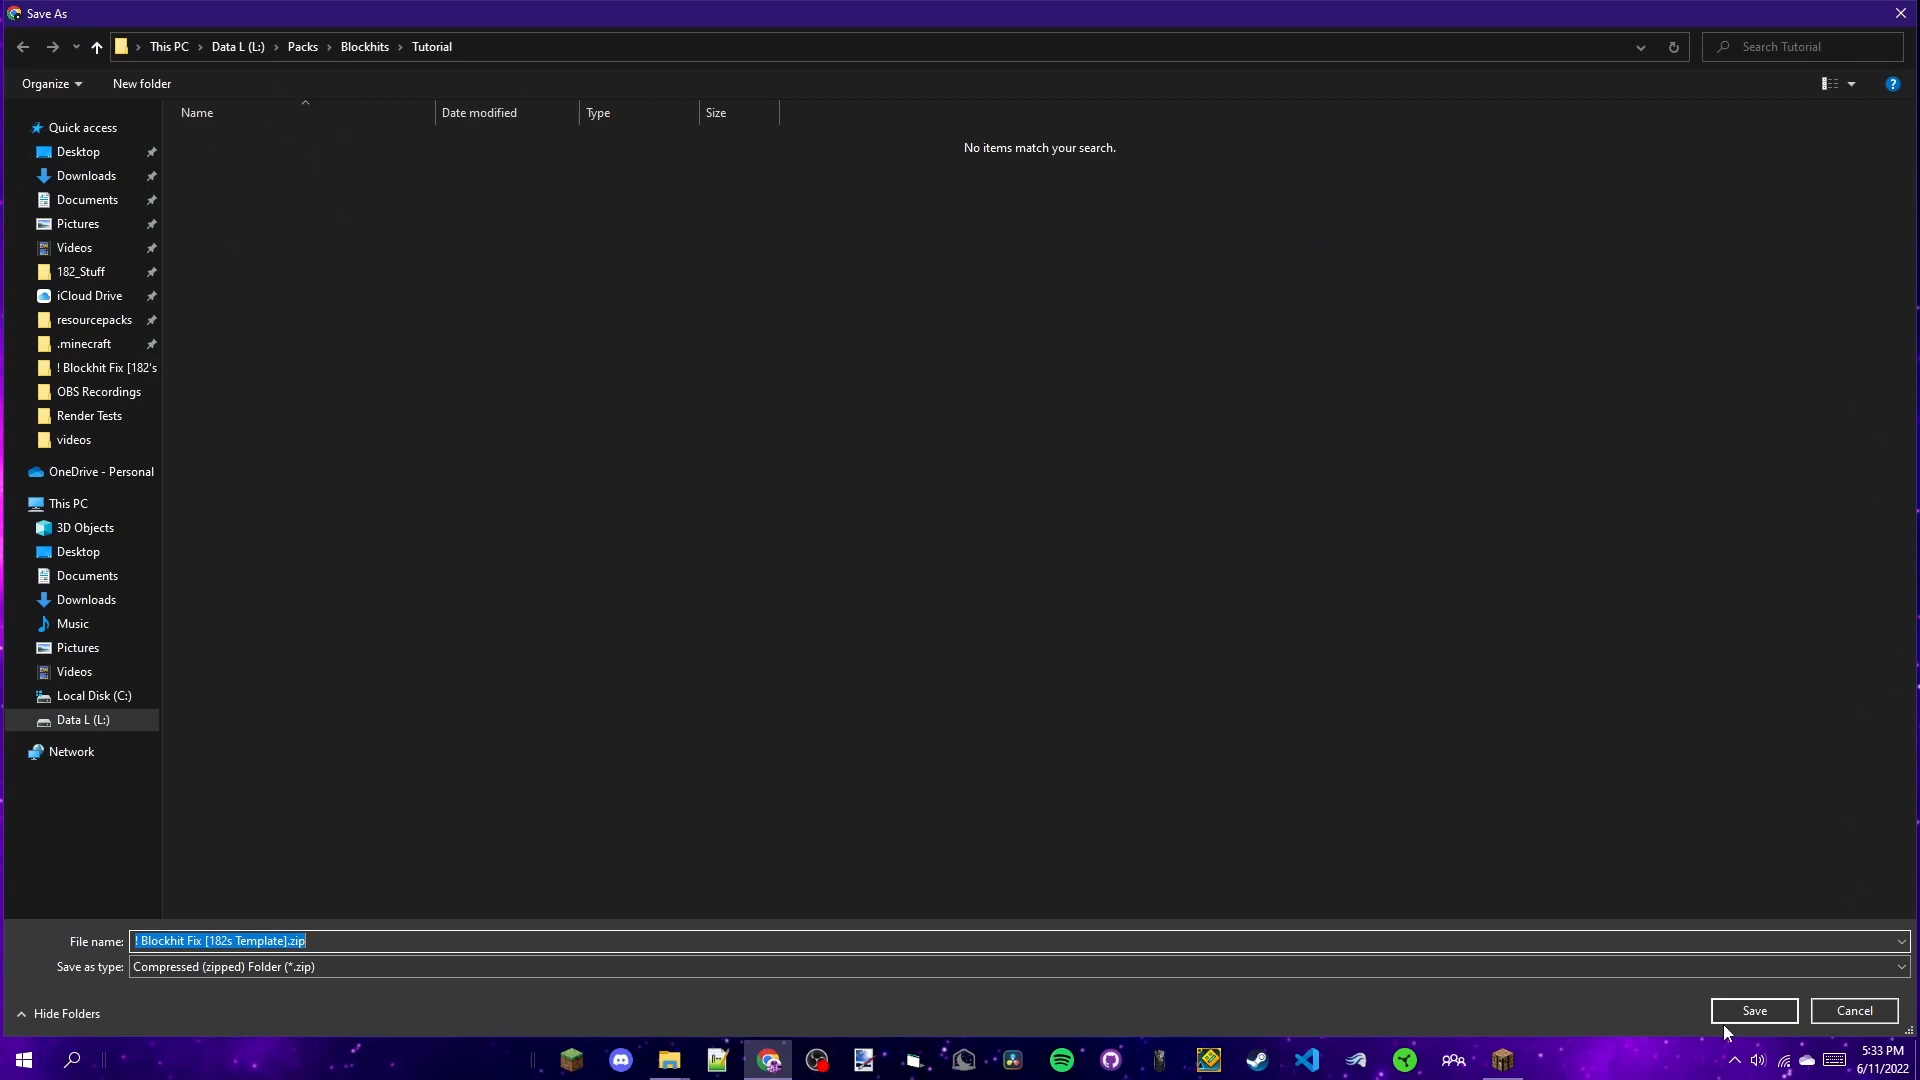 Save As
This PC > Data L (L:) > Packs > Blockhits > Tutorial
Search Tutorial
Organize
New folder
Name
Date modified
Type
Size
No items match your search.
Quick access
Desktop
Downloads
Documents
Pictures
Videos
182_Stuff
iCloud Drive
resourcepacks
.minecraft
! Blockhit Fix [182's
OBS Recordings
Render Tests
videos
OneDrive - Personal
This PC
3D Objects
Desktop
Documents
Downloads
Music
Pictures
Videos
Local Disk (C:)
Data L (L:)
Network
File name: ! Blockhit Fix [182s Template].zip
Save as type: Compressed (zipped) Folder (*.zip)
Hide Folders
Save
Cancel
5:33 PM
6/11/2022